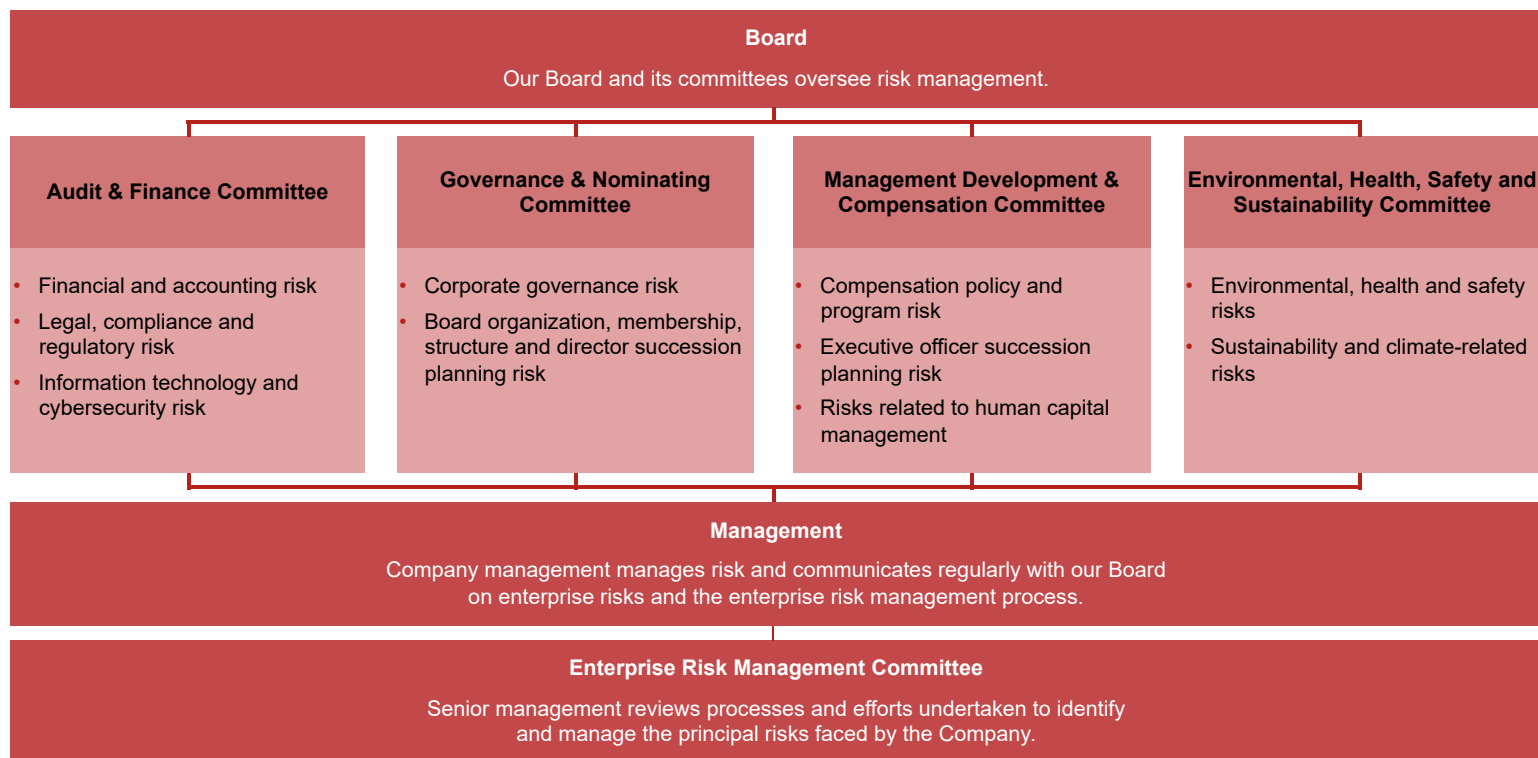 Board
Our Board and its committees oversee risk management.
Audit & Finance Committee
• Financial and accounting risk
• Legal, compliance and
regulatory risk
• Information technology and
cybersecurity risk
Governance & Nominating
Committee
• Corporate governance risk
• Board organization, membership,
structure and director succession
planning risk
Management Development &
Compensation Committee
• Compensation policy and
program risk
• Executive officer succession
planning risk
• Risks related to human capital
management
Environmental, Health, Safety and
Sustainability Committee
• Environmental, health and safety
risks
• Sustainability and climate-related
risks
Management
Company management manages risk and communicates regularly with our Board
on enterprise risks and the enterprise risk management process.
Enterprise Risk Management Committee
Senior management reviews processes and efforts undertaken to identify
and manage the principal risks faced by the Company.